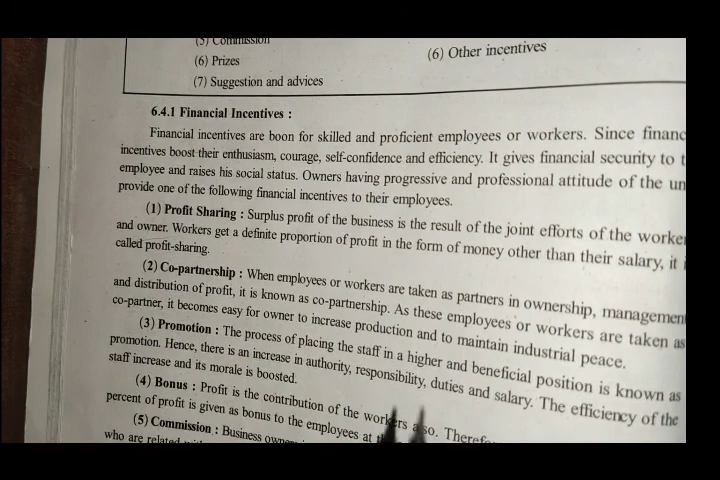 (5) Commission
(6) Other incentives
(6) Prizes
(7) Suggestion and advices
6.4.1 Financial Incentives :
Financial incentives are boon for skilled and proficient employees or workers. Since financ
incentives boost their enthusiasm, courage, self-confidence and efficiency. It gives financial security to t
employee and raises his social status. Owners having progressive and professional attitude of the un
provide one of the following financial incentives to their employees.
(1) Profit Sharing : Surplus profit of the business is the result of the joint efforts of the worker
and owner. Workers get a definite proportion of profit in the form of money other than their salary, it i
called profit-sharing.
(2) Co-partnership : When employees or workers are taken as partners in ownership, management
and distribution of profit, it is known as co-partnership. As these employees or workers are taken as
co-partner, it becomes easy for owner to increase production and to maintain industrial peace.
(3) Promotion : The process of placing the staff in a higher and beneficial position is known as
promotion. Hence, there is an increase in authority, responsibility, duties and salary. The efficiency of the
staff increase and its morale is boosted.
(4) Bonus : Profit is the contribution of the workers also. Therefo
percent of profit is given as bonus to the employees at
(5) Commission : Business
who are related